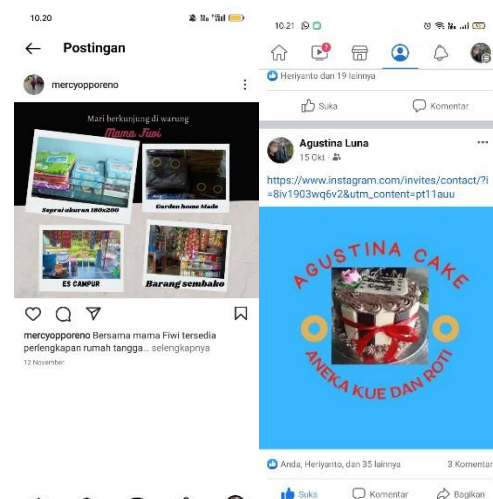 10.20
Postingan
mercyopporeno
Mari berkunjung di warung
Mama Fiwi
Seprai ukuran 180x200
Gorden home Made
ES CAMPUR
Barang sembako
mercyopporeno Bersama mama Fiwi tersedia
perlengkapan rumah tangga... selengkapnya
12 November
10.21
Heriyanto dan 19 lainnya
Suka
Komentar
Agustina Luna
15 Okt
https://www.instagram.com/invites/contact/?i
=8iv1903wq6v2&utm_content=pt11auu
AGUSTINA CAKE
ANEKA KUE DAN ROTI
Anda, Heriyanto, dan 35 lainnya
3 Komentar
Suka
Komentar
Bagikan